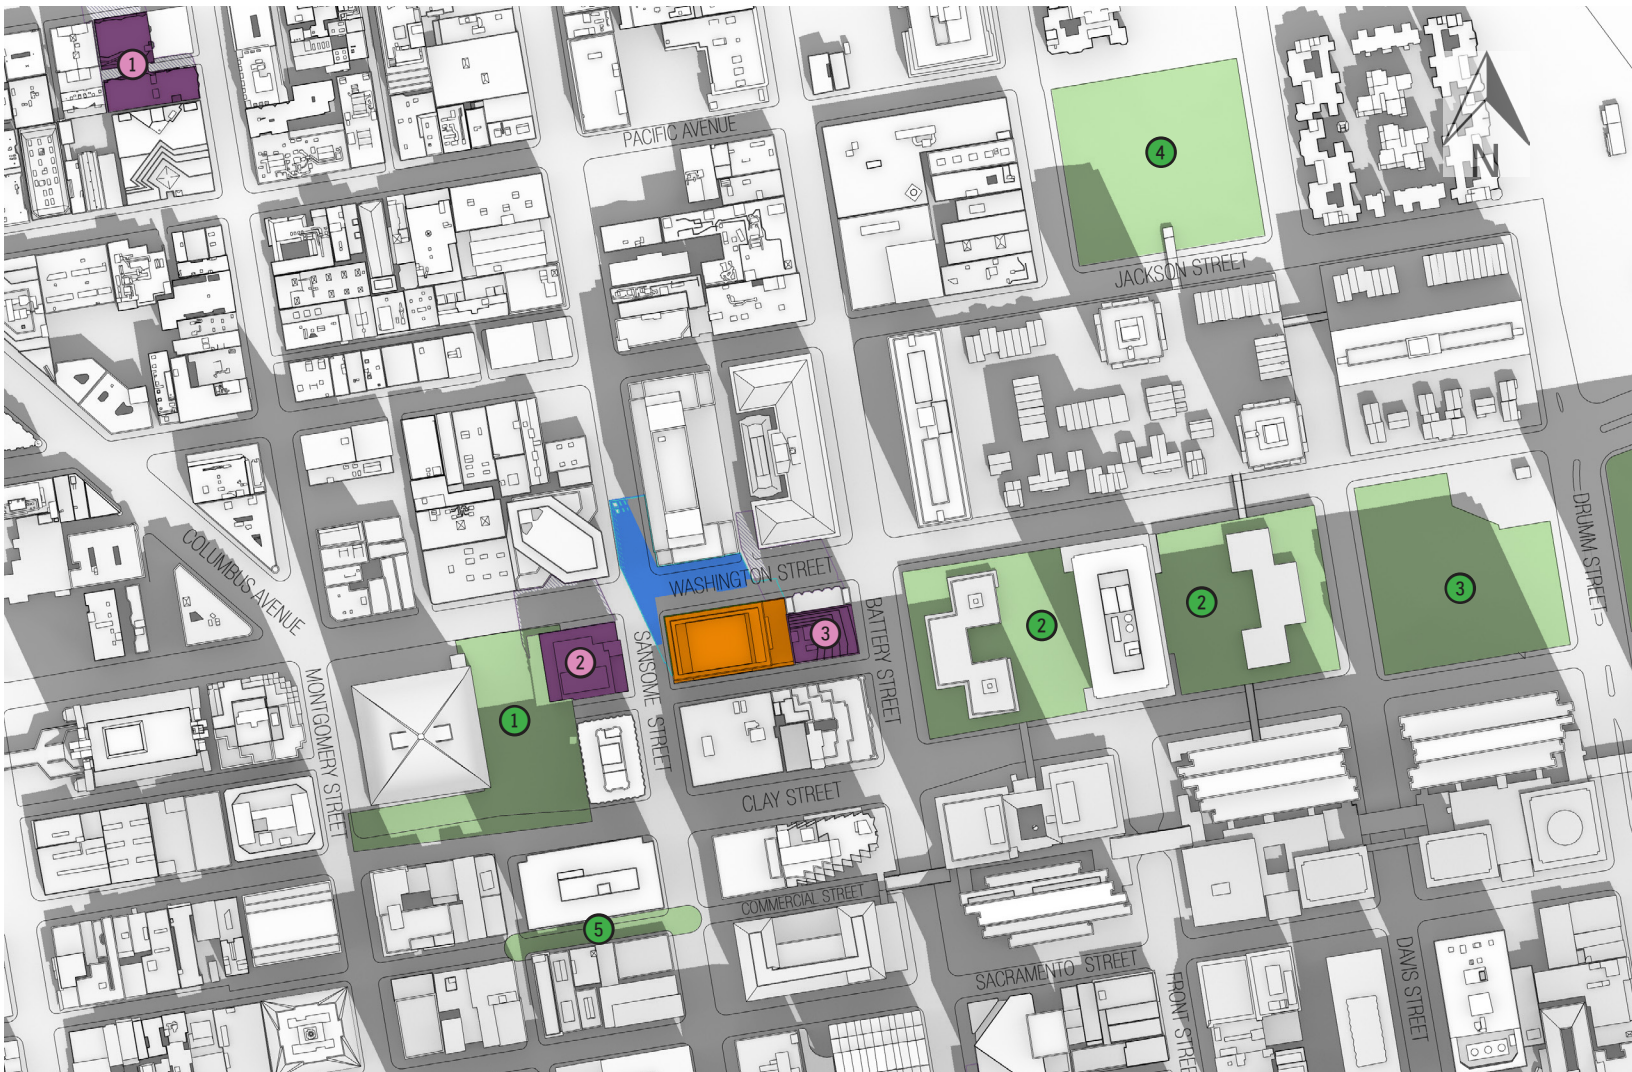 1
PACIFIC AVENUE
4
N
JACKSON STREET
COLUMBUS AVENUE
WASHINGTON STREET
DRUMM STREET
3
2
2
BATTERY STREET
3
SANSOME STREET
2
MONTGOMERY STREET
1
CLAY STREET
COMMERCIAL STREET
5
SACRAMENTO STREET
FRONT STREE
DAVIS STREET